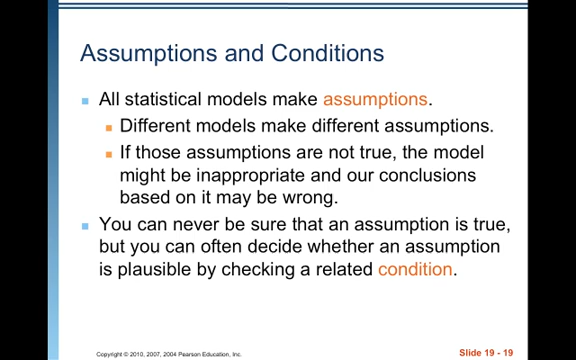 Assumptions and Conditions
All statistical models make assumptions.
Different models make different assumptions.
If those assumptions are not true, the model
might be inappropriate and our conclusions
based on it may be wrong.
You can never be sure that an assumption is true,
but you can often decide whether an assumption
is plausible by checking a related condition.
Copyright © 2010, 2007, 2004 Pearson Education, Inc.
Slide 19 - 19